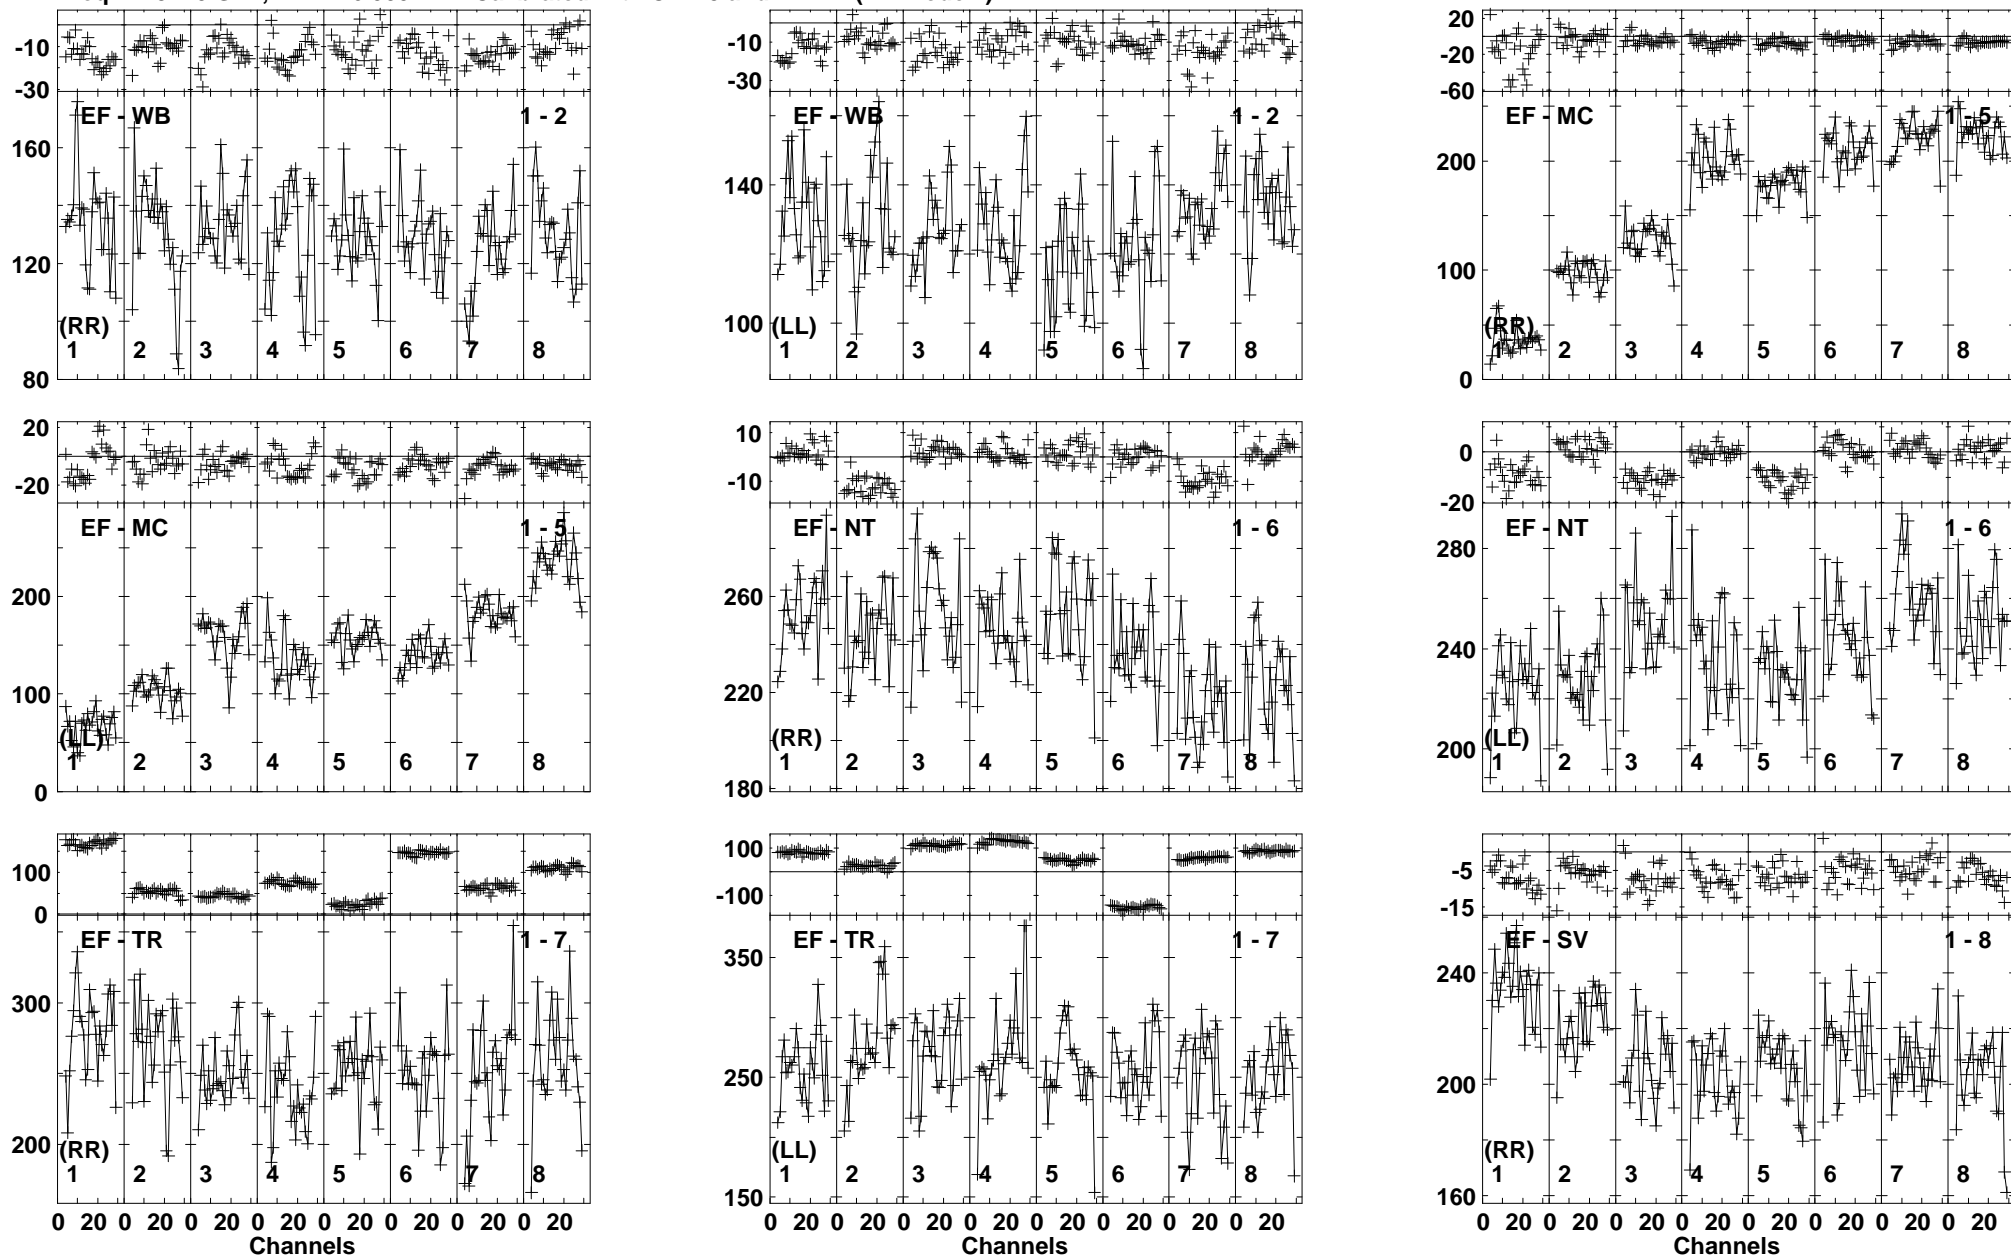 -10
-30
EF - WB 1 - 2
160
120
80
(RR)
1 2 3 4 5 6 7 8
-10
-30
EF - WB 1 - 2
140
100
(LL)
1 2 3 4 5 6 7 8
20
-20
-60
EF - MC 1 - 5
200
100
0
(RR)
1 2 3 4 5 6 7 8
20
-20
EF - MC 1 - 5
200
100
0
(LL)
1 2 3 4 5 6 7 8
10
-10
EF - NT 1 - 6
260
220
180
(RR)
1 2 3 4 5 6 7 8
0
-20
EF - NT 1 - 6
280
240
200
(LL)
1 2 3 4 5 6 7 8
100
0
EF - TR 1 - 7
300
200
(RR)
1 2 3 4 5 6 7 8
0 20 0 20 0 20 0 20 0 20 0 20 0 20 0 20
Channels
100
-100
EF - TR 1 - 7
350
250
150
(LL)
1 2 3 4 5 6 7 8
0 20 0 20 0 20 0 20 0 20 0 20 0 20 0 20
Channels
-5
-15
EF - SV 1 - 8
240
200
160
(RR)
1 2 3 4 5 6 7 8
0 20 0 20 0 20 0 20 0 20 0 20 0 20 0 20
Channels